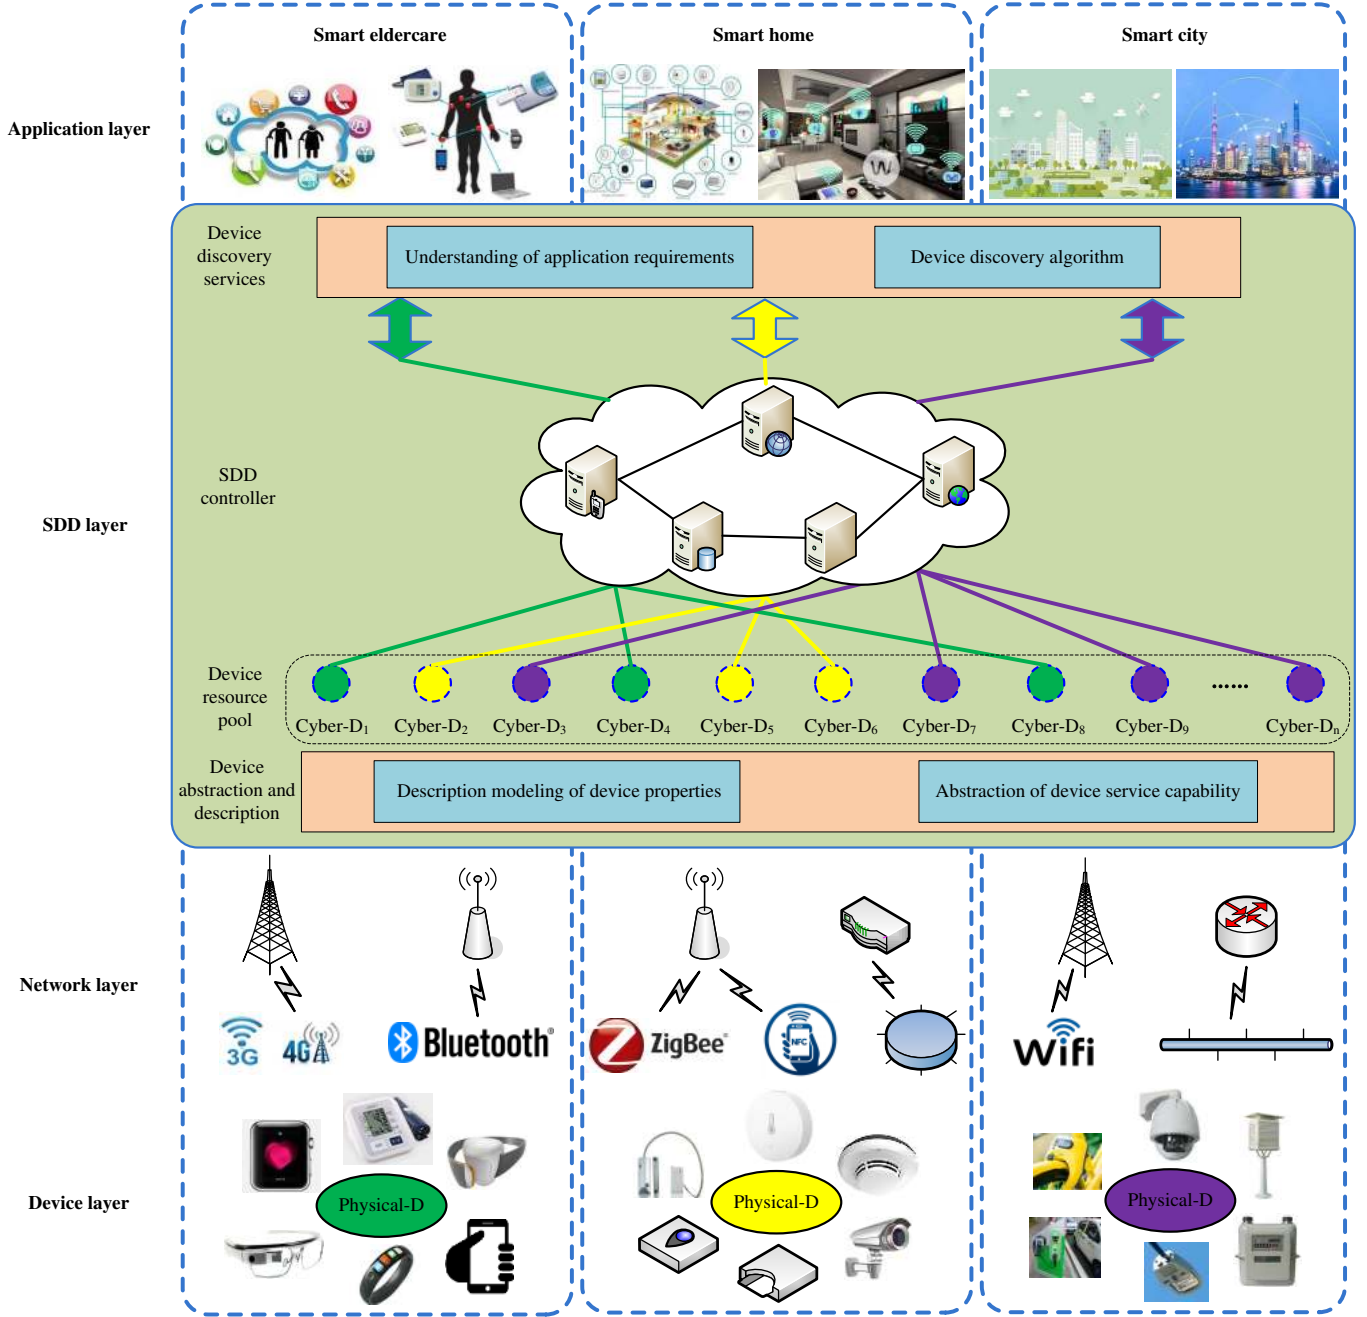 Smart eldercare
Smart home
Smart city
Application layer
Device
discovery
services
Understanding of application requirements
Device discovery algorithm
SDD
controller
SDD layer
Device
resource
pool
Cyber-D1
Cyber-D2
Cyber-D3
Cyber-D4
Cyber-D5
Cyber-D6
Cyber-D7
Cyber-D8
Cyber-D9
......
Cyber-Dn
Device
abstraction and
description
Description modeling of device properties
Abstraction of device service capability
Network layer
3G
4G
Bluetooth®
ZigBee
NFC
Wifi
Device layer
Physical-D
Physical-D
Physical-D